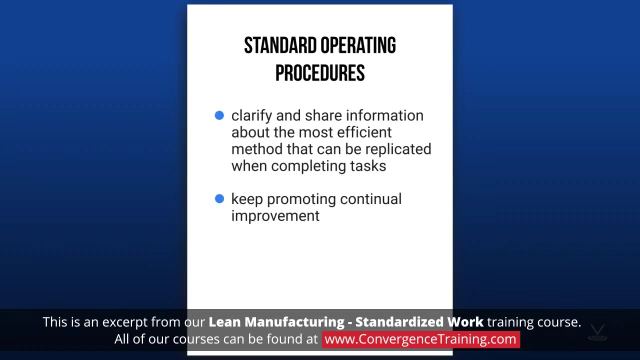 STANDARD OPERATING
PROCEDURES
clarify and share information
about the most efficient
method that can be replicated
when completing tasks
keep promoting continual
improvement
This is an excerpt from our Lean Manufacturing - Standardized Work training course.
All of our courses can be found at www.ConvergenceTraining.com